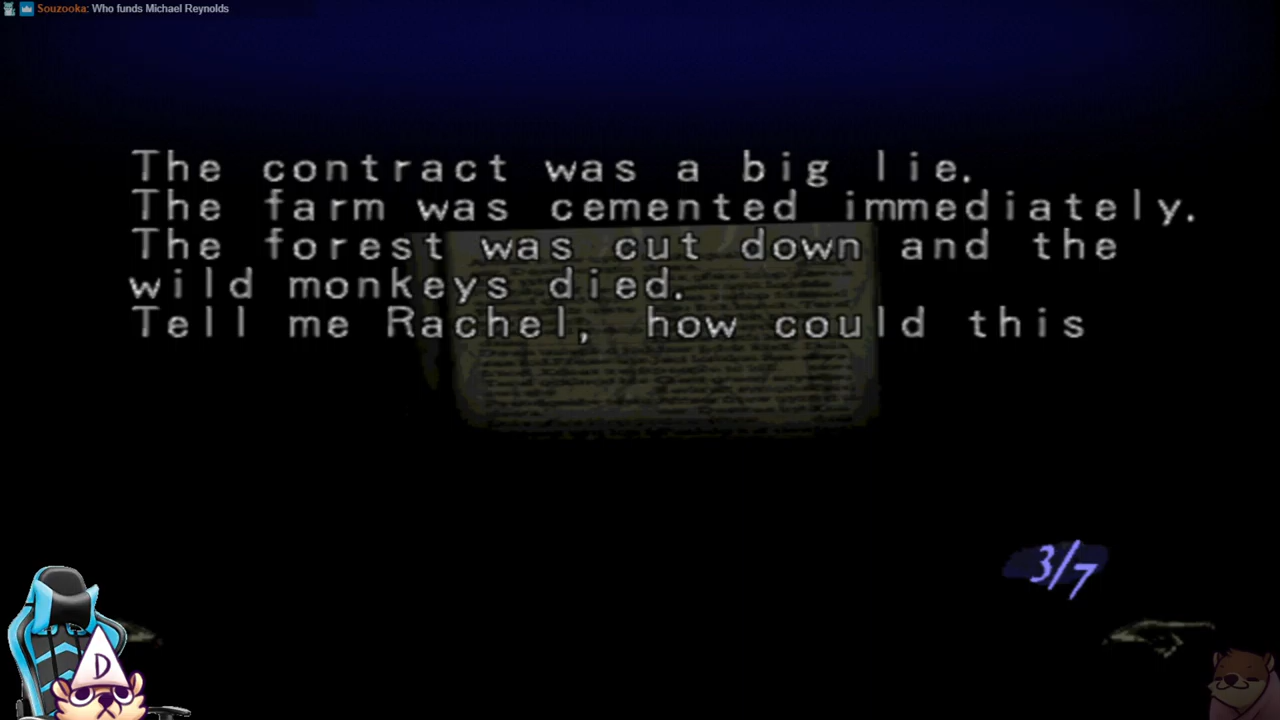 Souzooka: Who funds Michael Reynolds
The contract was a big lie.
The farm was cemented immediately.
The forest was cut down and the
wild monkeys died.
Tell me Rachel, how could this
3/7
D